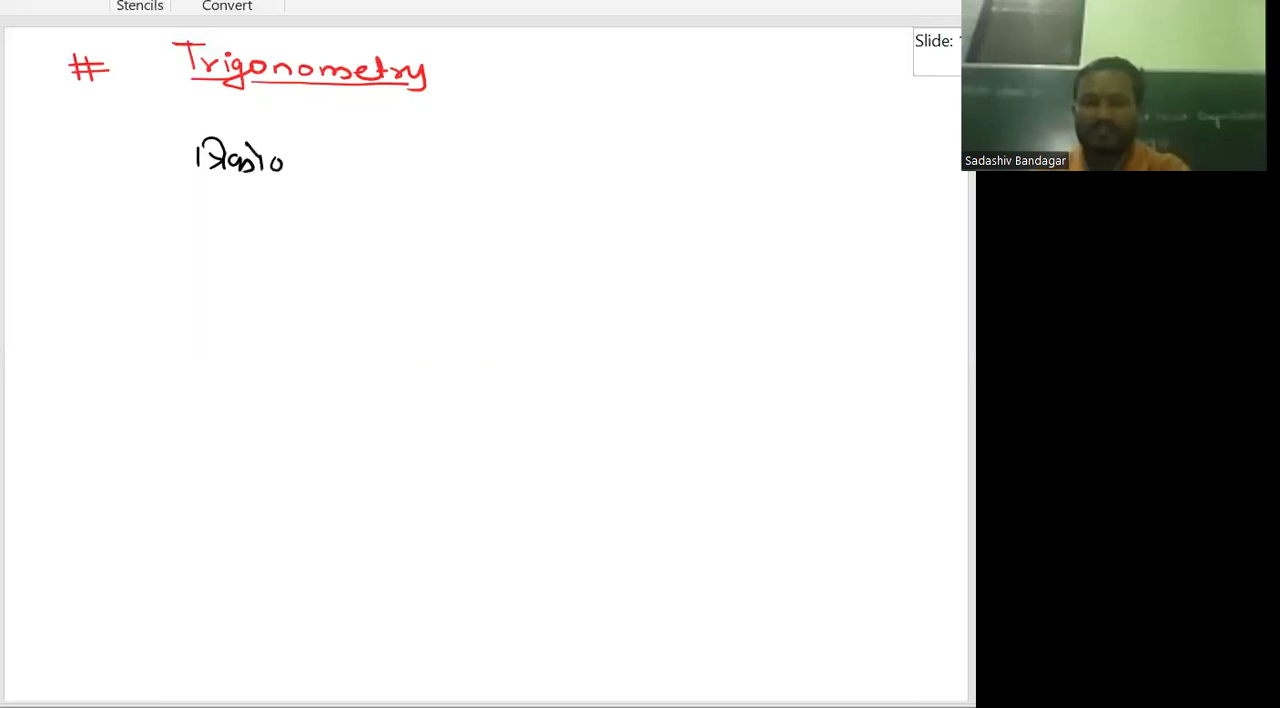 Stencils Convert
Slide:
# Trigonometry
त्रिको
Sadashiv Bandagar